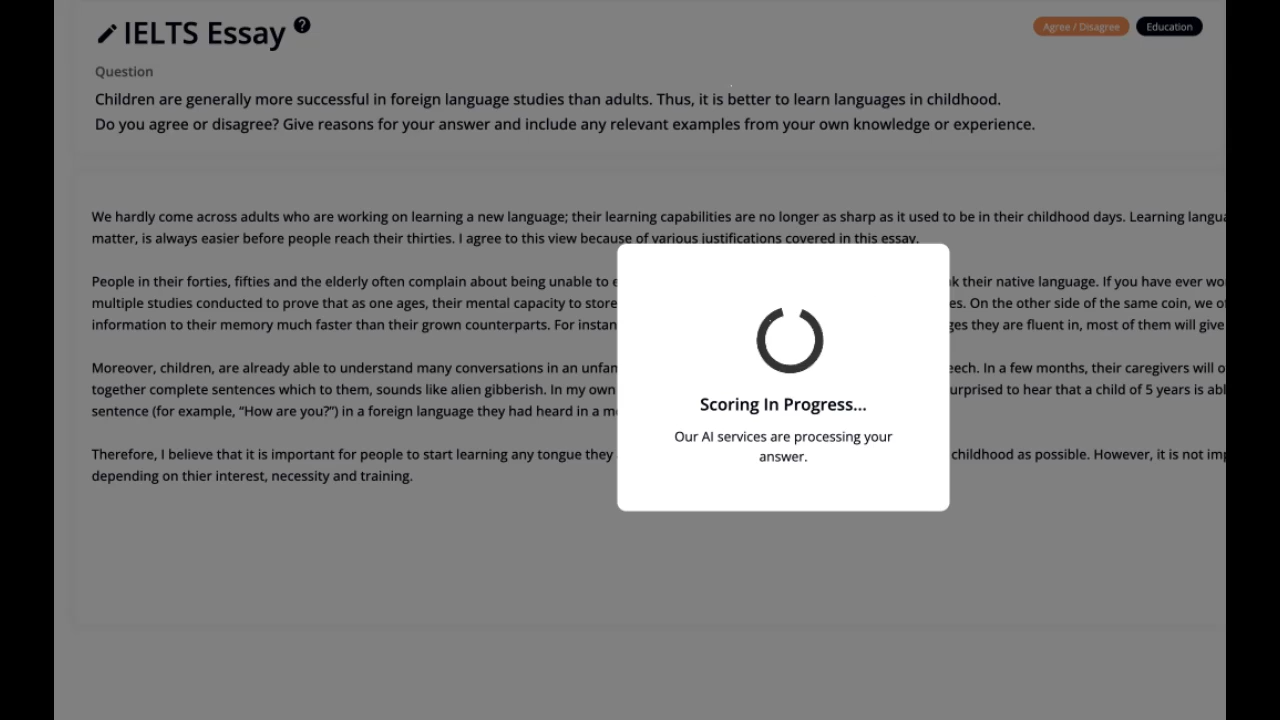 IELTS Essay ?
Agree / Disagree
Education
Question
Children are generally more successful in foreign language studies than adults. Thus, it is better to learn languages in childhood.
Do you agree or disagree? Give reasons for your answer and include any relevant examples from your own knowledge or experience.
We hardly come across adults who are working on learning a new language; their learning capabilities are no longer as sharp as it used to be in their childhood days. Learning
matter, is always easier before people reach their thirties. I agree to this view because of various justifications covered in this essay.
People in their forties, fifties and the elderly often complain about being unable to their native language. If you have ever
multiple studies conducted to prove that as one ages, their mental capacity to store On the other side of the same coin, we
information to their memory much faster than their grown counterparts. For they are fluent in, most of them will give
Moreover, children, are already able to understand many conversations in an In a few months, their caregivers will
together complete sentences which to them, sounds like alien gibberish. In my own surprised to hear that a child of 5 years is
sentence (for example, “How are you?”) in a foreign language they had heard in a
Therefore, I believe that it is important for people to start learning any tongue they childhood as possible. However, it is not
depending on thier interest, necessity and training.
Scoring In Progress...
Our AI services are processing your
answer.